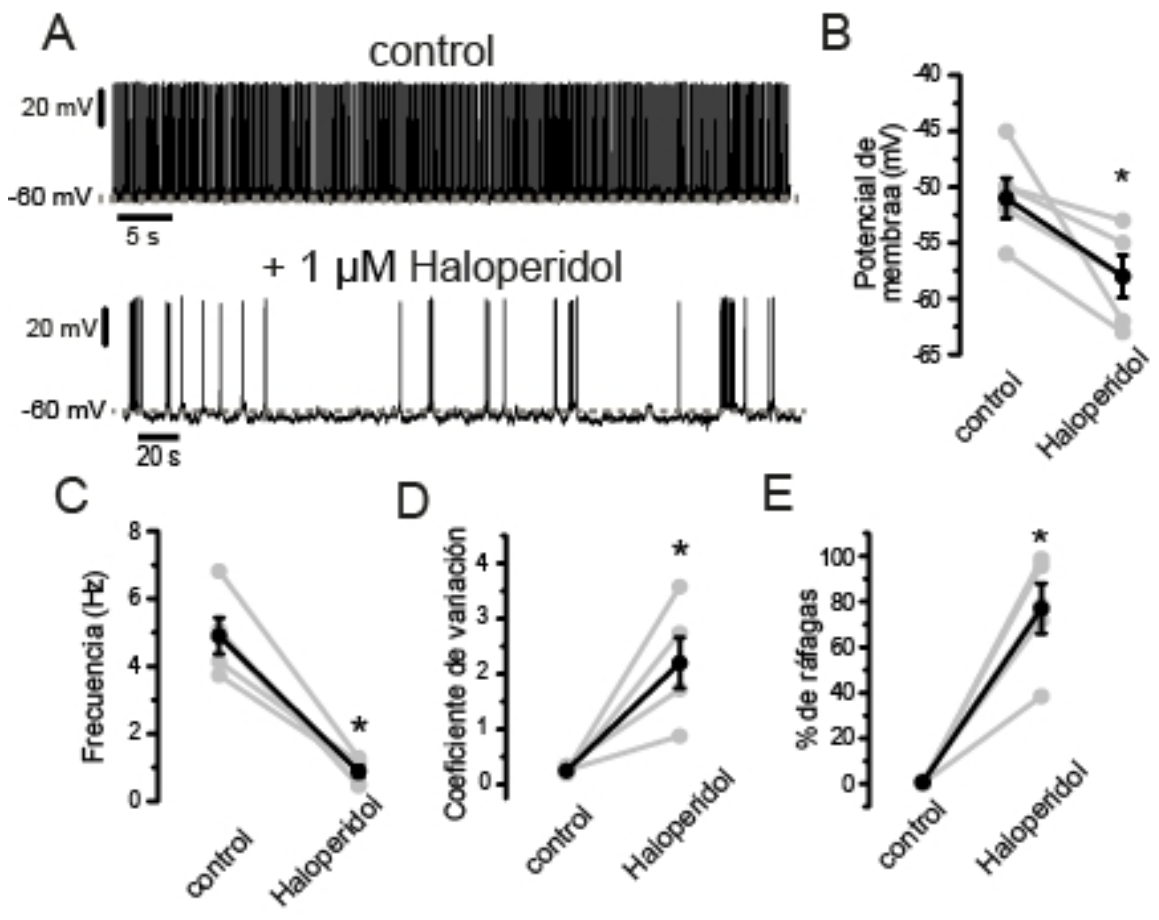 A
control
20 mV
-60 mV
5 s
+ 1 µM Haloperidol
20 mV
-60 mV
20 s
B
Potencial de
membraa (mV)
-40
-45
-50
-55
-60
-65
*
control
Haloperidol
C
Frecuencia (Hz)
8
6
4
2
0
*
control
Haloperidol
D
Coeficiente de variación
4
3
2
1
0
*
control
Haloperidol
E
% de ráfagas
100
80
60
40
20
0
*
control
Haloperidol